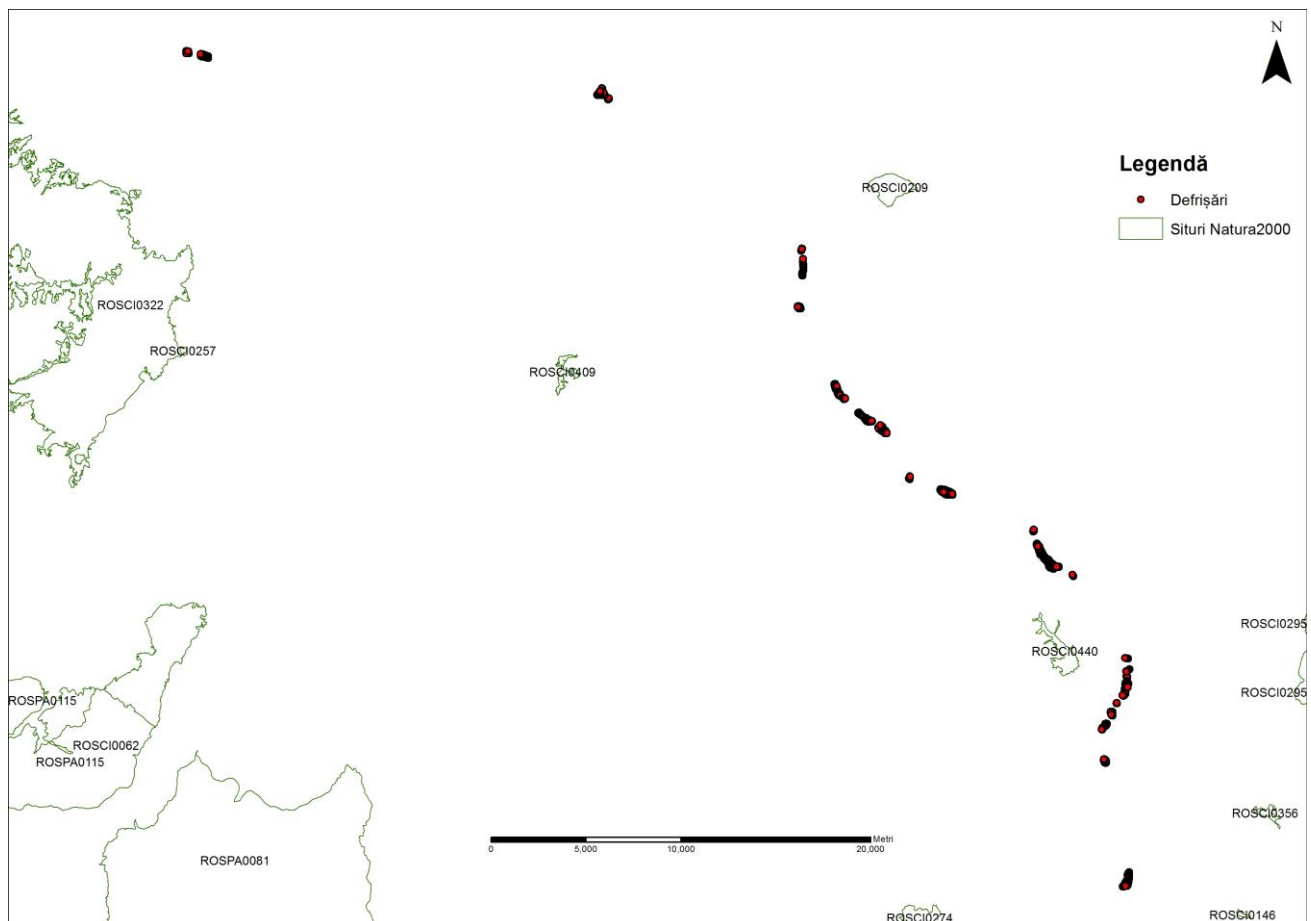 N
Legendă
Defrișări
Situri Natura2000
ROSCI0209
ROSCI0322
ROSCI0257
ROSCI0409
ROSCI0295
ROSCI0440
ROSCI0295
ROSPA0115
ROSCI0062
ROSPA0115
ROSCI0356
Metri
0 5,000 10,000 20,000
ROSPA0081
ROSCI0274
ROSCI0146